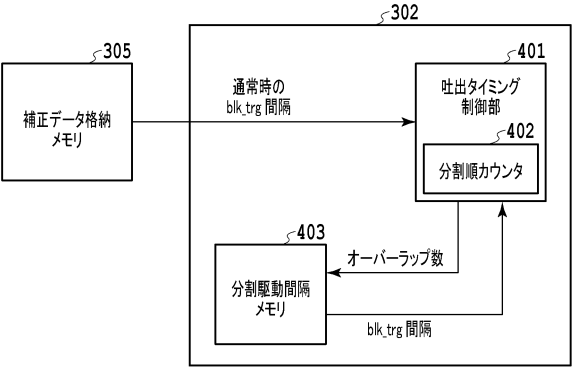 302
305
401
補正データ格納
メモリ
通常時の
blk_trg 間隔
吐出タイミング
制御部
402
分割順カウンタ
403
分割駆動間隔
メモリ
オーバーラップ数
blk_trg 間隔